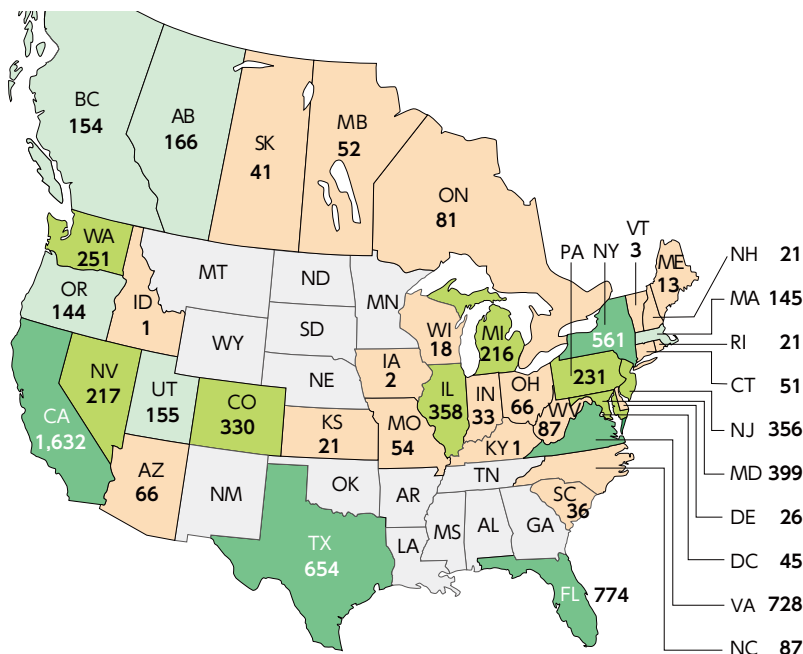 BC
154
AB
166
SK
41
MB
52
ON
81
WA
251
OR
144
ID
1
MT
ND
MN
SD
WY
NE
WI
18
MI
216
IA
2
IL
358
IN
33
OH
66
PA
231
NY
561
VT
3
ME
13
NH 21
MA 145
RI 21
CT 51
NJ 356
MD 399
DE 26
DC 45
VA 728
NC 87
CA
1,632
NV
217
UT
155
CO
330
KS
21
MO
54
KY 1
WV
87
AZ
66
NM
OK
AR
TN
SC
36
MS
AL
GA
LA
TX
654
FL 774